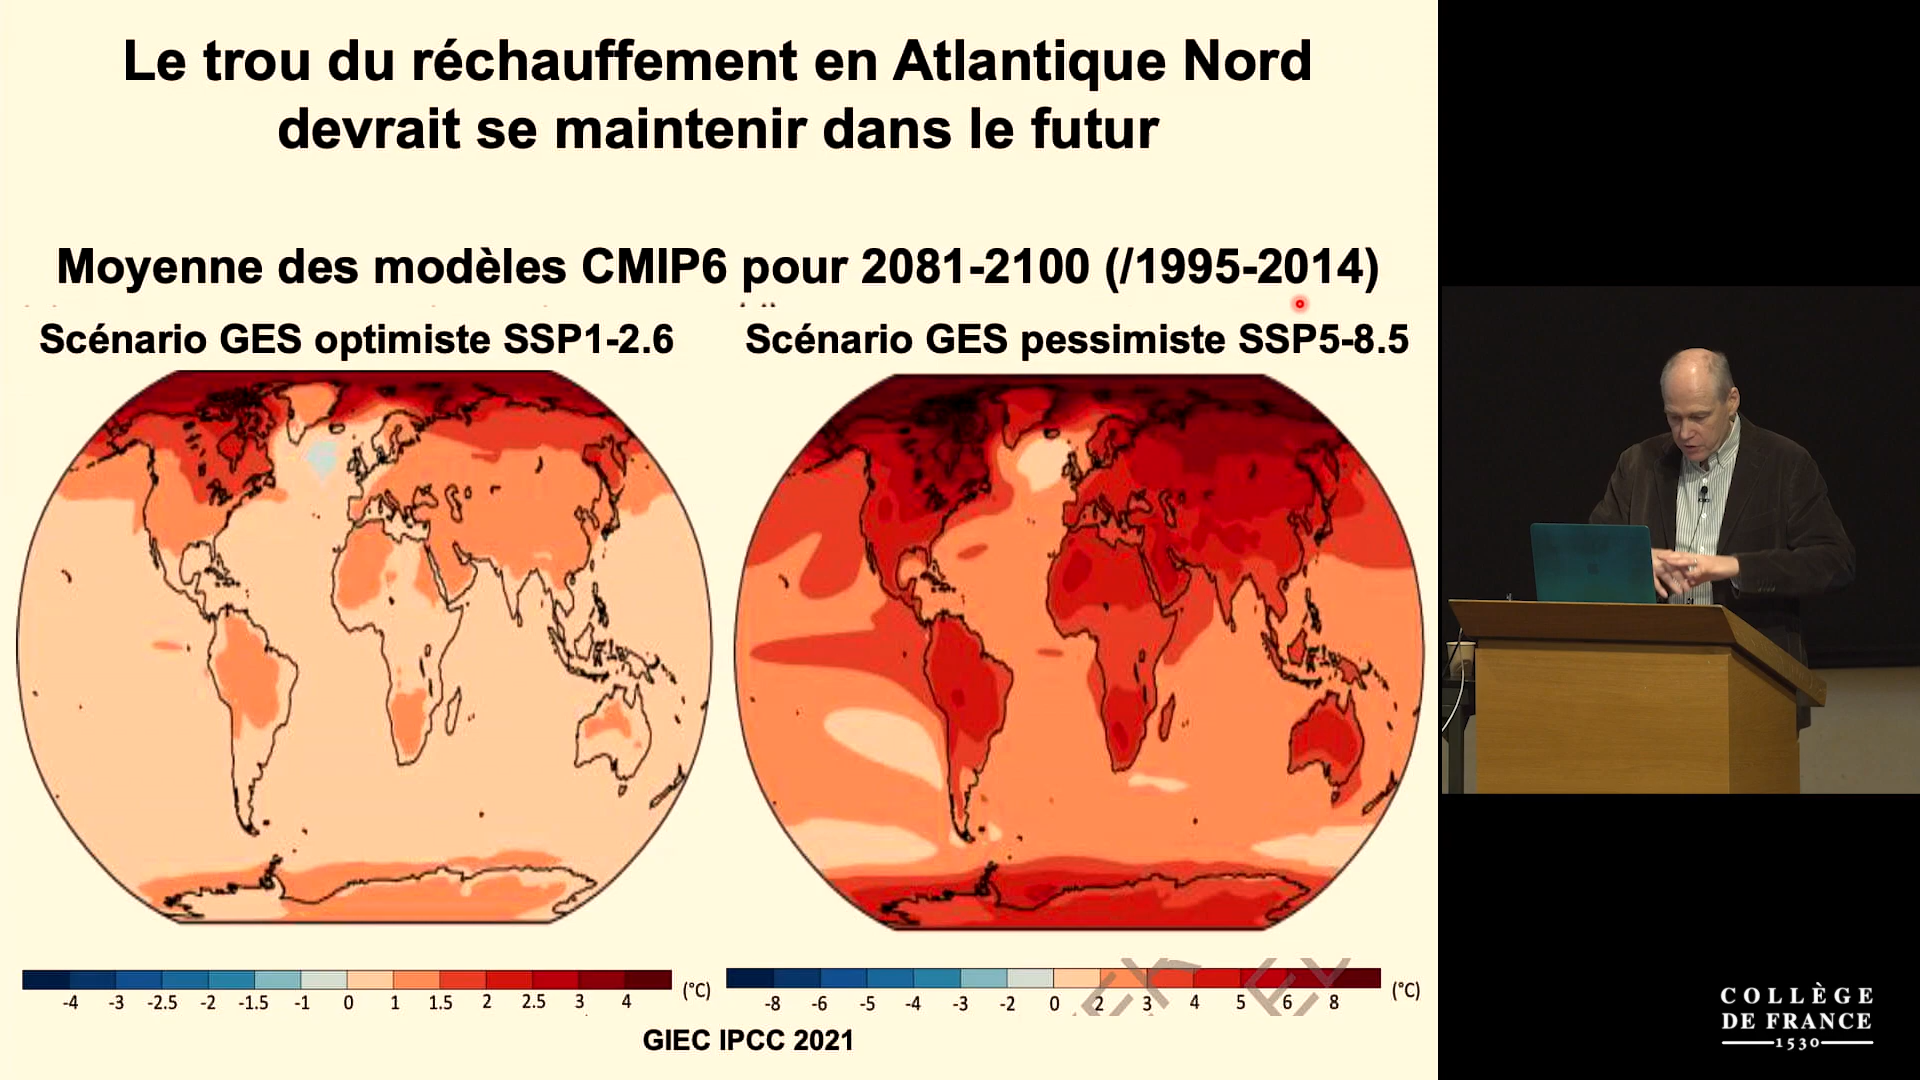 Le trou du réchauffement en Atlantique Nord
devrait se maintenir dans le futur
Moyenne des modèles CMIP6 pour 2081-2100 (/1995-2014)
Scénario GES optimiste SSP1-2.6
Scénario GES pessimiste SSP5-8.5
-4 -3 -2.5 -2 -1.5 -1 0 1 1.5 2 2.5 3 4 (°C)
-8 -6 -5 -4 -3 -2 0 2 3 4 5 6 8 (°C)
GIEC IPCC 2021
COLLÈGE
DE FRANCE
1530